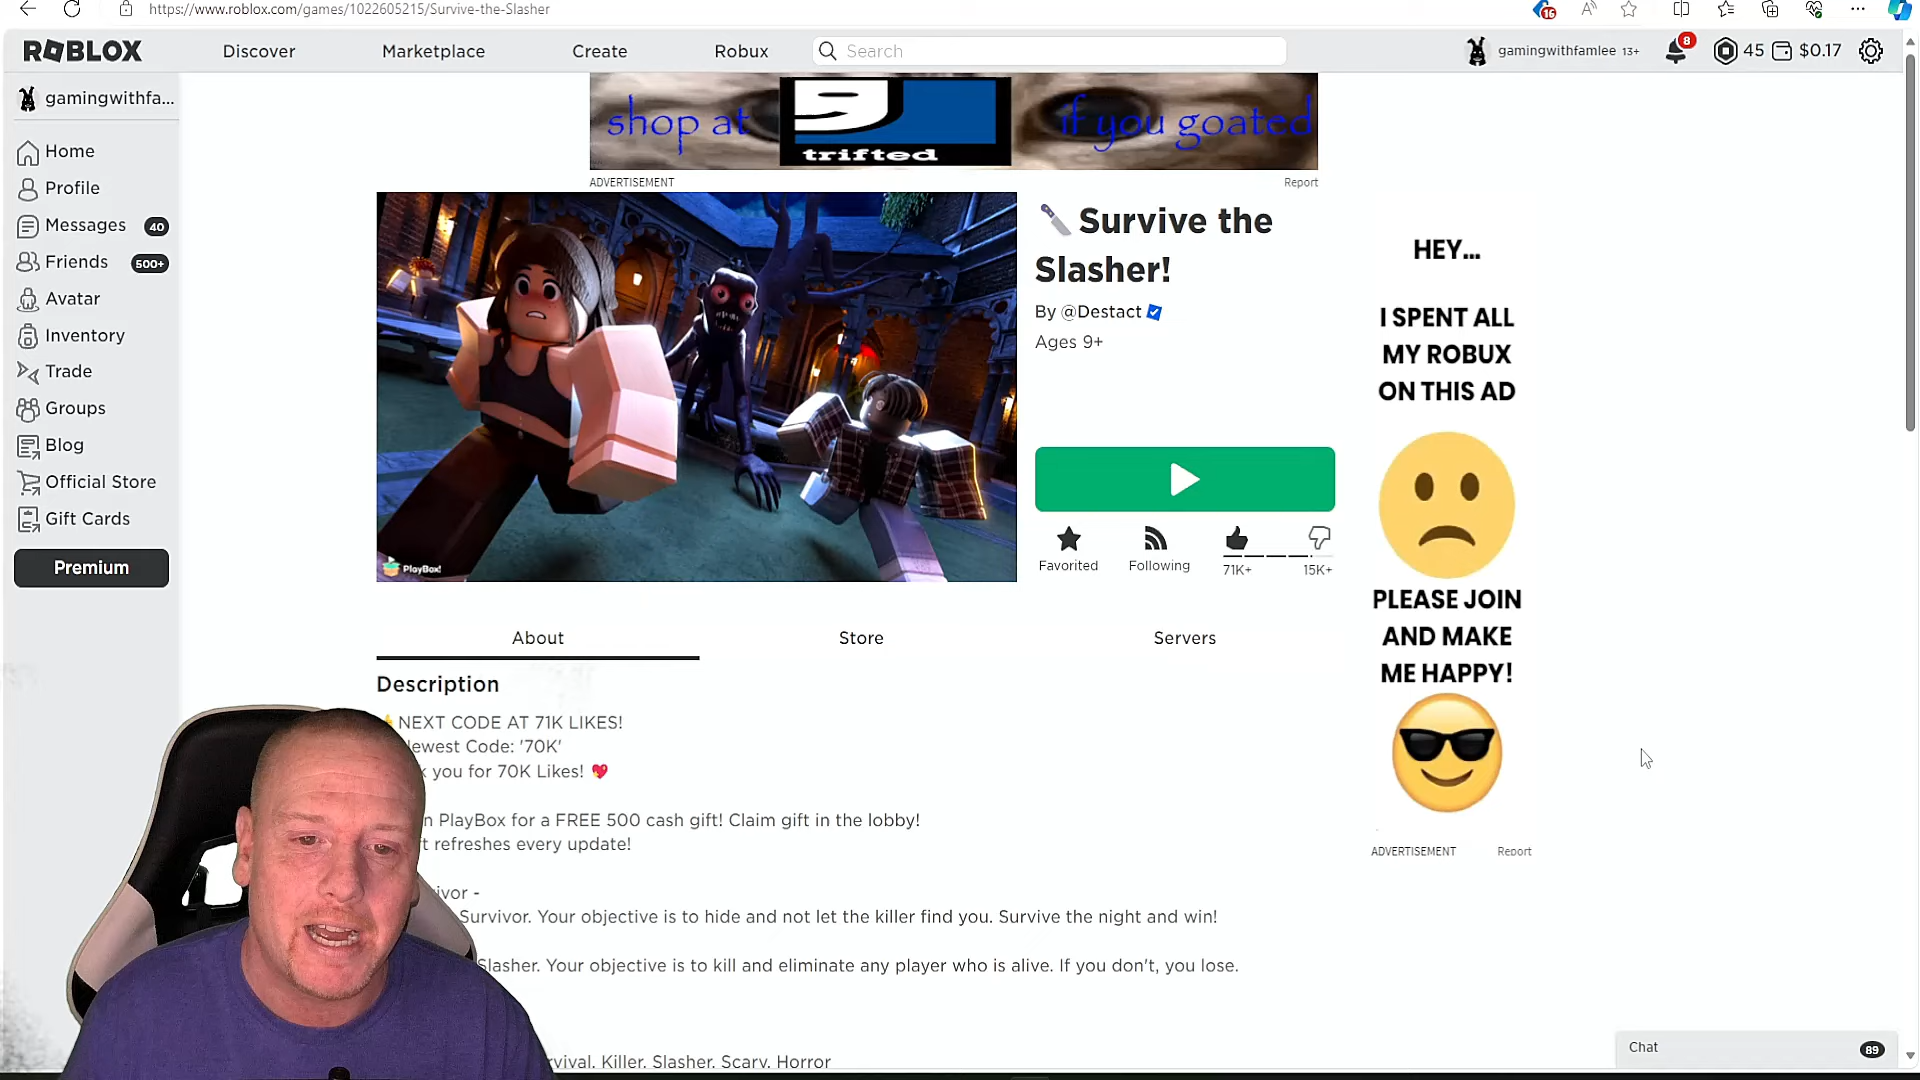 https://www.roblox.com/games/1022605215/Survive-the-Slasher
16
ROBLOX
Discover
Marketplace
Create
Robux
Search
gamingwithfamlee 13+
8
45
$0.17
gamingwithfa...
Home
Profile
Messages 40
Friends 500+
Avatar
Inventory
Trade
Groups
Blog
Official Store
Gift Cards
Premium
shop at
trifted
if you goated
ADVERTISEMENT
Report
PlayBox!
Survive the
Slasher!
By @Destact
Ages 9+
Favorited
Following
71K+
15K+
HEY...
I SPENT ALL
MY ROBUX
ON THIS AD
PLEASE JOIN
AND MAKE
ME HAPPY!
ADVERTISEMENT
Report
About
Store
Servers
Description
NEXT CODE AT 71K LIKES!
Code: '70K'
you for 70K Likes! 💖
PlayBox for a FREE 500 cash gift! Claim gift in the lobby!
refreshes every update!
-
Survivor. Your objective is to hide and not let the killer find you. Survive the night and win!
Slasher. Your objective is to kill and eliminate any player who is alive. If you don't, you lose.
Killer, Slasher, Scary, Horror
Chat
89